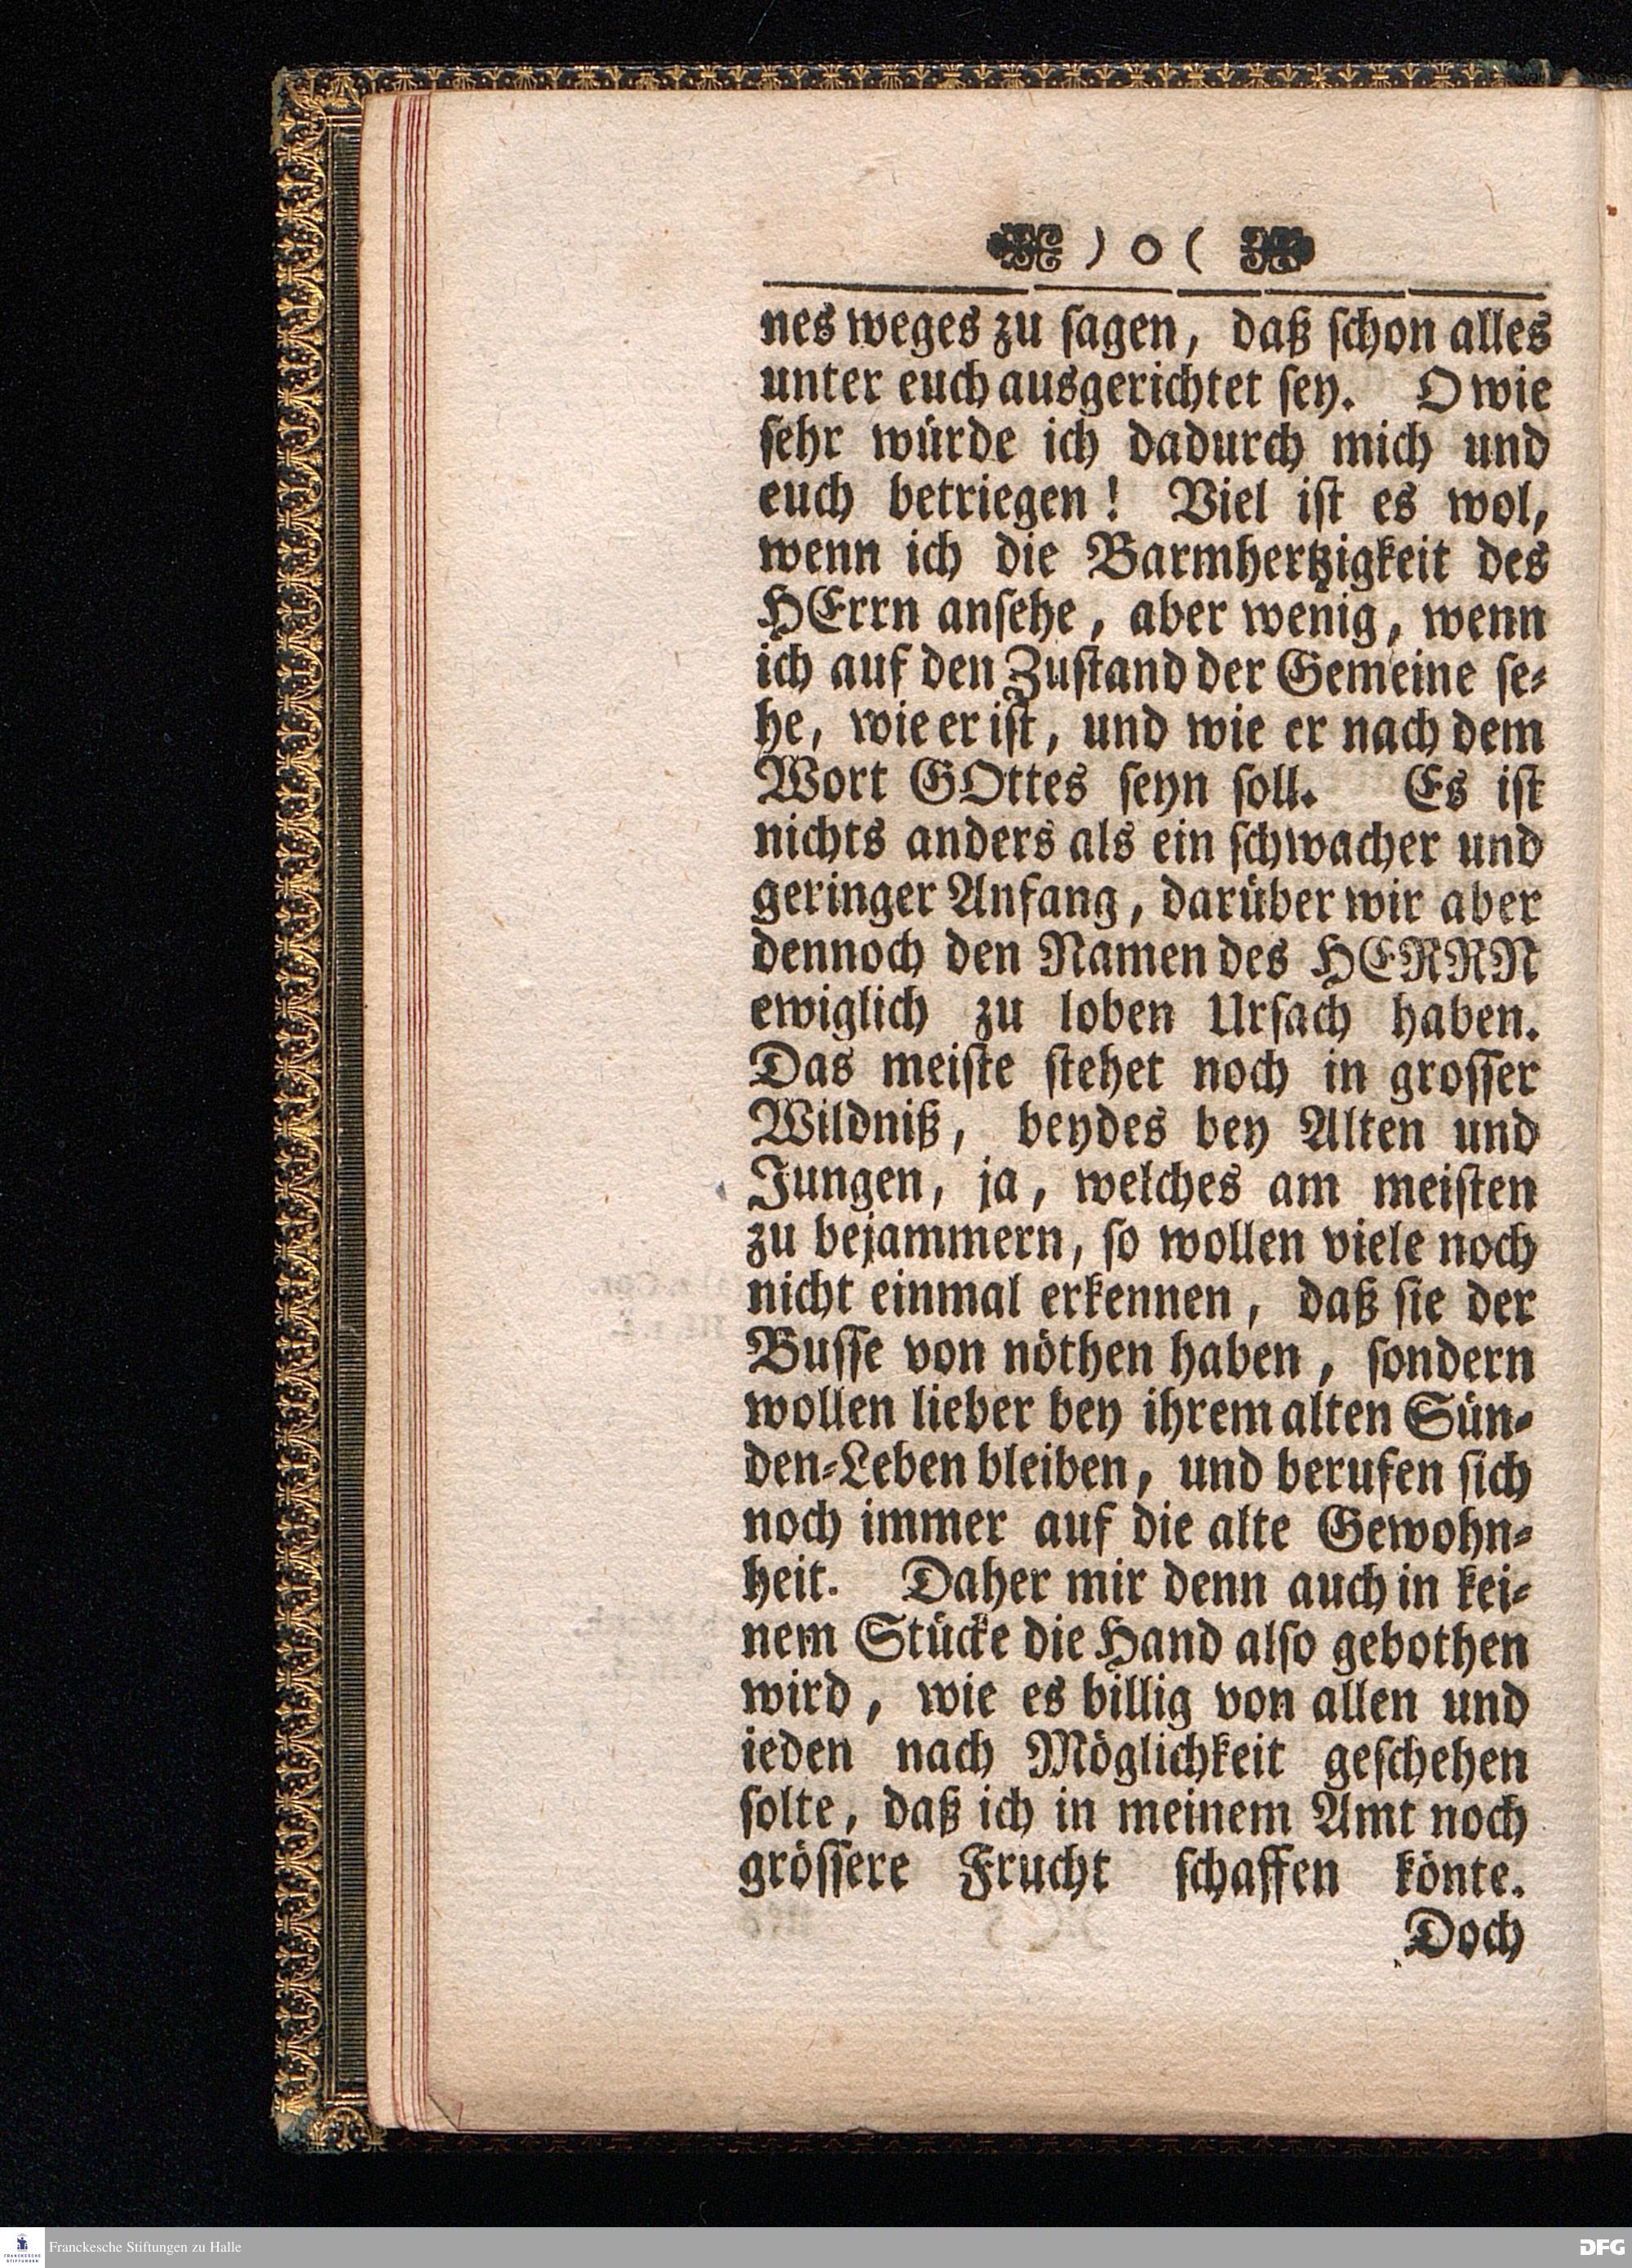 ) o (
nes weges zu ſagen, daß ſchon alles
unter euch ausgerichtet ſey. O wie
ſehr würde ich dadurch mich und
euch betriegen! Viel iſt es wol,
wenn ich die Barmhertzigkeit des
HErrn anſehe, aber wenig, wenn
ich auf den Zuſtand der Gemeine ſe-
he, wie er iſt, und wie er nach dem
Wort GOttes ſeyn ſoll. Es iſt
nichts anders als ein ſchwacher und
geringer Anfang, darüber wir aber
dennoch den Namen des HERRN
ewiglich zu loben Urſach haben.
Das meiſte ſtehet noch in groſſer
Wildniß, beydes bey Alten und
Jungen, ja, welches am meiſten
zu bejammern, ſo wollen viele noch
nicht einmal erkennen, daß ſie der
Buſſe von nöthen haben, ſondern
wollen lieber bey ihrem alten Sün-
den-Leben bleiben, und berufen ſich
noch immer auf die alte Gewohn-
heit. Daher mir denn auch in kei-
nem Stücke die Hand alſo gebothen
wird, wie es billig von allen und
ieden nach Möglichkeit geſchehen
ſolte, daß ich in meinem Amt noch
gröſſere Frucht ſchaffen könte.
Doch
FRANCKESCHE STIFTUNGEN
Franckesche Stiftungen zu Halle
DFG